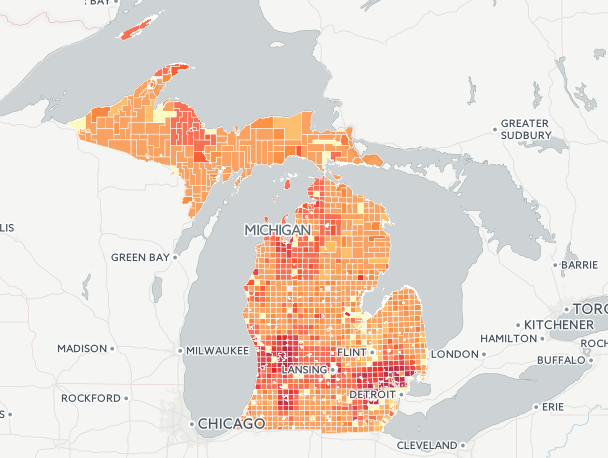 BAY
GREATER
SUDBURY
LIS
MICHIGAN
GREEN BAY
BARRIE
TORO
KITCHENER
HAMILTON
ROCH
MADISON
MILWAUKEE
FLINT
LONDON
BUFFALO
LANSING
ROCKFORD
DETROIT
ERIE
S
CHICAGO
CLEVELAND